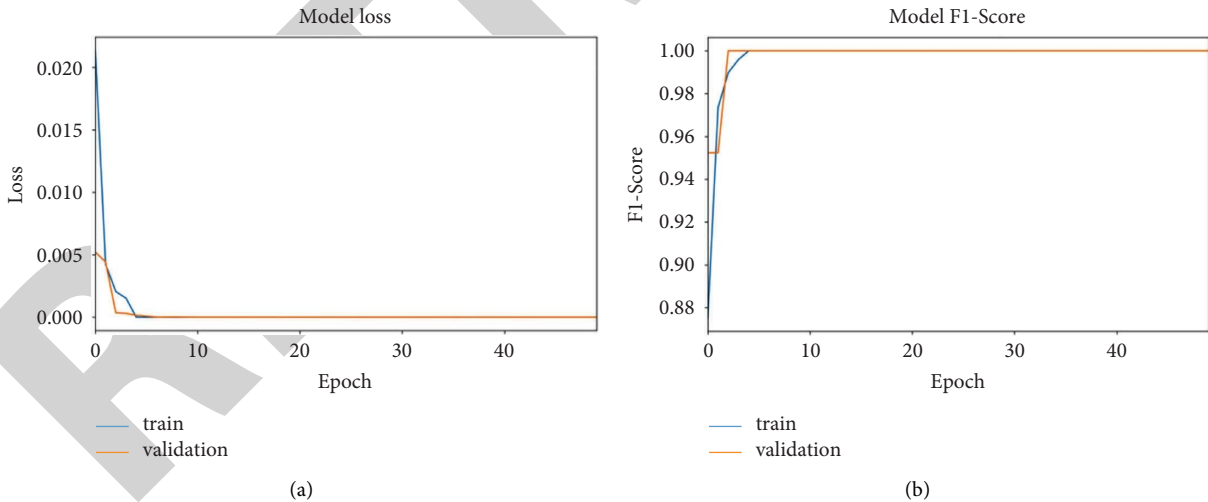 Model loss
0.020
0.015
0.010
0.005
0.000
Loss
0 10 20 30 40
Epoch
train
validation
(a)
Model F1-Score
1.00
0.98
0.96
0.94
0.92
0.90
0.88
F1-Score
0 10 20 30 40
Epoch
train
validation
(b)